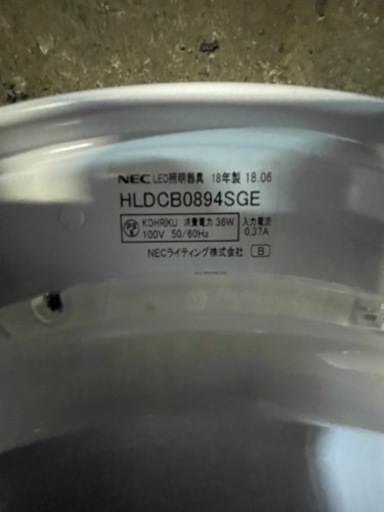 NEC LED照明器具 18年製 18.06
HLDCB0894SGE
PSE KOHRIKU 消費電力 36W 入力電流
100V 50/60Hz 0.37A
NECライティング株式会社 B